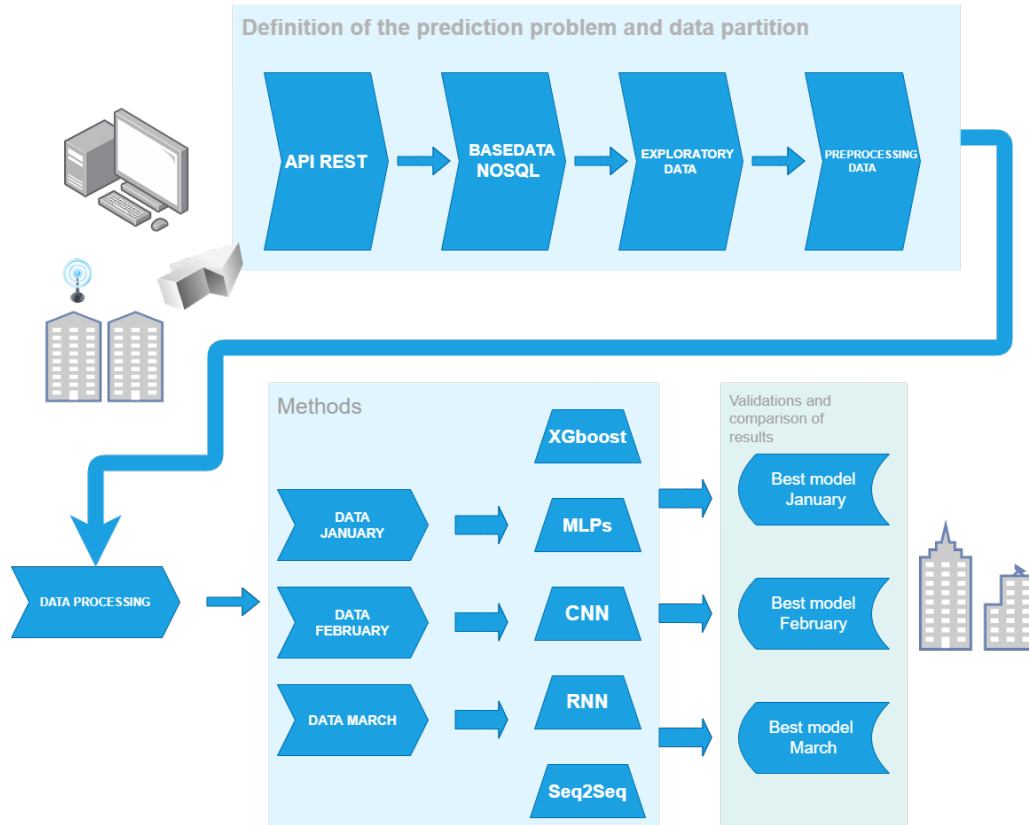 Definition of the prediction problem and data partition
API REST
BASEDATA
NOSQL
EXPLORATORY
DATA
PREPROCESSING
DATA
DATA PROCESSING
Methods
DATA
JANUARY
DATA
FEBRUARY
DATA MARCH
XGboost
MLPs
CNN
RNN
Seq2Seq
Validations and
comparison of
results
Best model
January
Best model
February
Best model
March